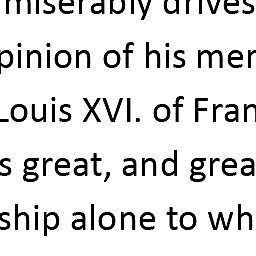 miserably drives
pinion of his mer
Louis XVI. of Fran
s great, and grea
ship alone to wh